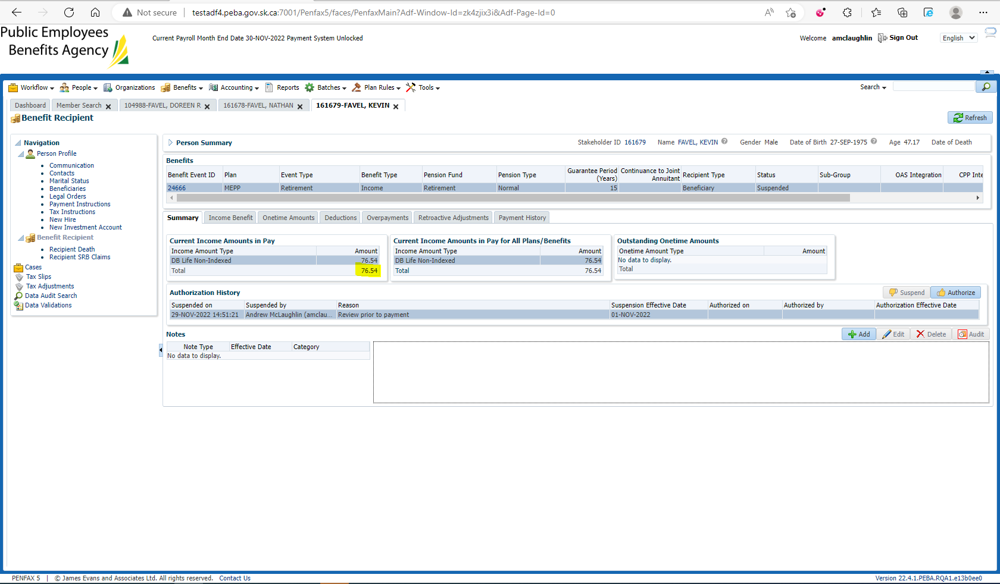 Not secure | testadf4.peba.gov.sk.ca:7001/Penfax5/faces/PenfaxMain?Adf-Window-Id=zk4zjix3i&Adf-Page-Id=0
Public Employees
Benefits Agency
Current Payroll Month End Date 30-NOV-2022 Payment System Unlocked
Welcome amclaughlin Sign Out English
Workflow People Organizations Benefits Accounting Reports Batches Plan Rules Tools Search
Dashboard Member Search 104988-FAVEL, DOREEN R 161678-FAVEL, NATHAN 161679-FAVEL, KEVIN
Benefit Recipient Refresh
Navigation
Person Profile
Communication
Contacts
Marital Status
Beneficiaries
Legal Orders
Payment Instructions
Tax Instructions
New Hire
New Investment Account
Benefit Recipient
Recipient Death
Recipient SRB Claims
Cases
Tax Slips
Tax Adjustments
Data Audit Search
Data Validations
Person Summary Stakeholder ID 161679 Name FAVEL, KEVIN Gender Male Date of Birth 27-SEP-1975 Age 47.17 Date of Death
Benefits
Benefit Event ID Plan Event Type Benefit Type Pension Fund Pension Type Guarantee Period (Years) Continuance to Joint Annuitant Recipient Type Status Sub-Group OAS Integration CPP Inte
24666 MEPP Retirement Income Retirement Normal 15 Beneficiary Suspended
Summary Income Benefit Onetime Amounts Deductions Overpayments Retroactive Adjustments Payment History
Current Income Amounts in Pay
Income Amount Type Amount
DB Life Non-Indexed 76.54
Total 76.54
Current Income Amounts in Pay for All Plans/Benefits
Income Amount Type Amount
DB Life Non-Indexed 76.54
Total 76.54
Outstanding Onetime Amounts
Onetime Amount Type Amount
No data to display.
Total
Authorization History Suspend Authorize
Suspended on Suspended by Reason Suspension Effective Date Authorized on Authorized by Authorization Effective Date
29-NOV-2022 14:51:21 Andrew McLaughlin (amclau... Review prior to payment 01-NOV-2022
Notes Add Edit Delete Audit
Note Type Effective Date Category
No data to display.
PENFAX 5 | © James Evans and Associates Ltd. All rights reserved. Contact Us Version 22.4.1.PEBA.RQA1.e13b0ee0